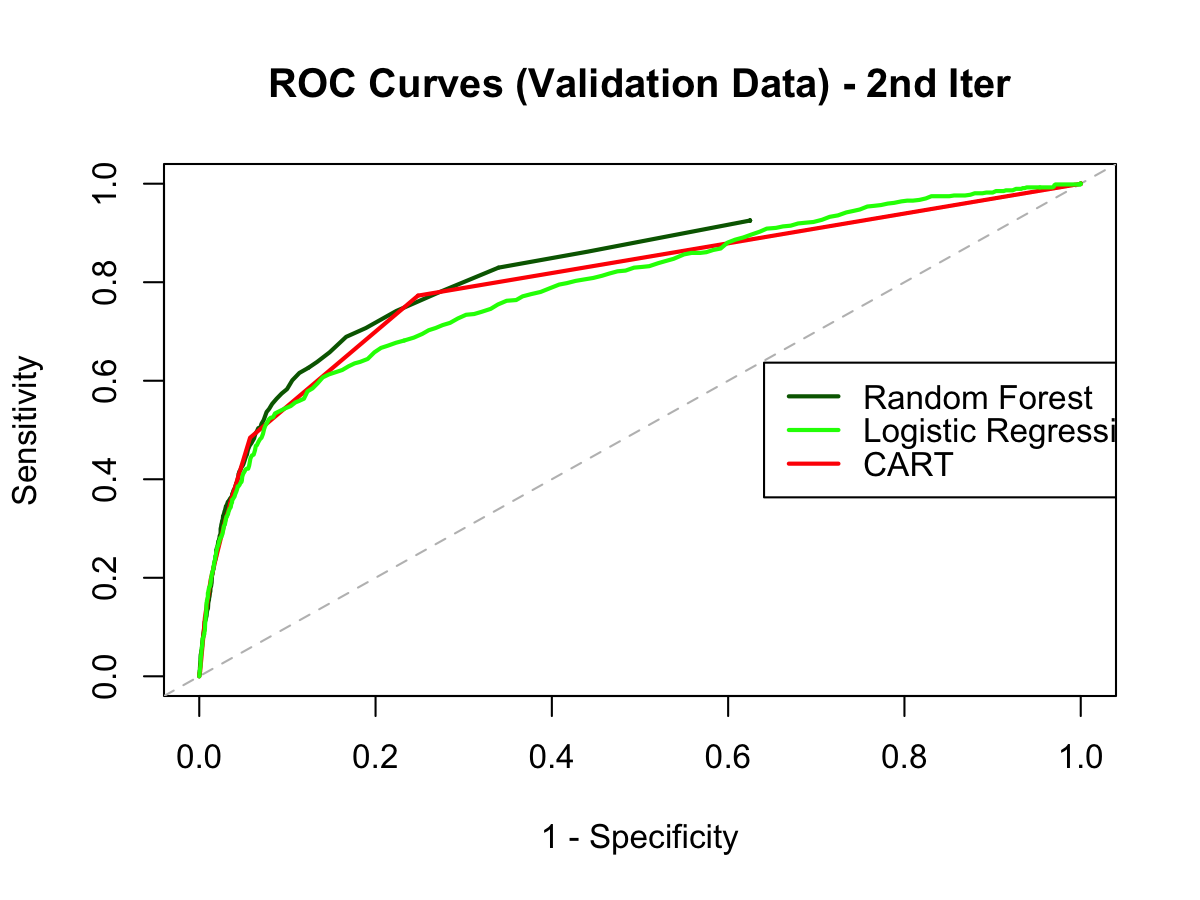 ROC Curves (Validation Data) - 2nd Iter
Sensitivity
1.0
0.8
0.6
0.4
0.2
0.0
Random Forest
Logistic Regressi
CART
0.0 0.2 0.4 0.6 0.8 1.0
1 - Specificity